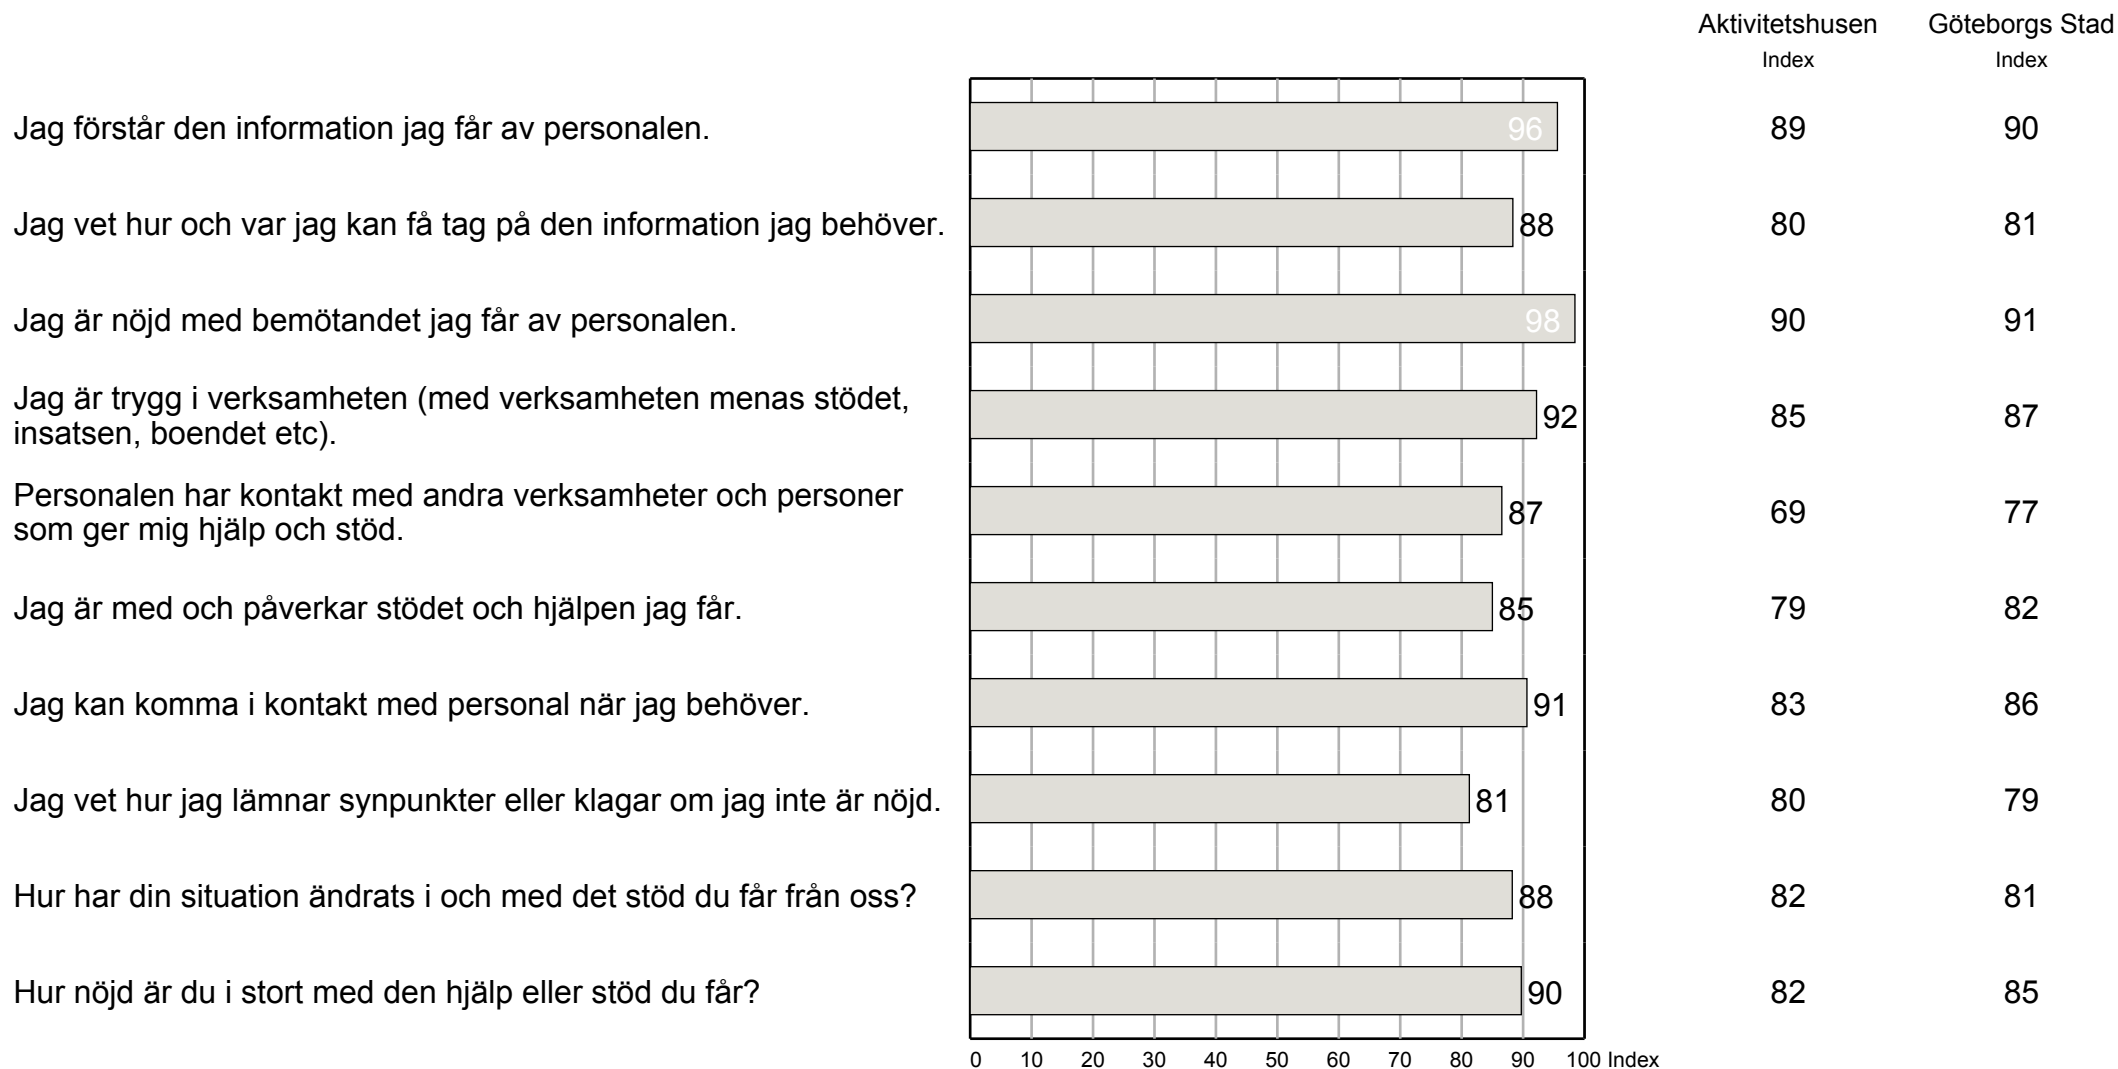 Aktivitetshusen Göteborgs Stad
Index Index
Jag förstår den information jag får av personalen. 96 89 90
Jag vet hur och var jag kan få tag på den information jag behöver. 88 80 81
Jag är nöjd med bemötandet jag får av personalen. 98 90 91
Jag är trygg i verksamheten (med verksamheten menas stödet,
insatsen, boendet etc). 92 85 87
Personalen har kontakt med andra verksamheter och personer
som ger mig hjälp och stöd. 87 69 77
Jag är med och påverkar stödet och hjälpen jag får. 85 79 82
Jag kan komma i kontakt med personal när jag behöver. 91 83 86
Jag vet hur jag lämnar synpunkter eller klagar om jag inte är nöjd. 81 80 79
Hur har din situation ändrats i och med det stöd du får från oss? 88 82 81
Hur nöjd är du i stort med den hjälp eller stöd du får? 90 82 85
0 10 20 30 40 50 60 70 80 90 100 Index